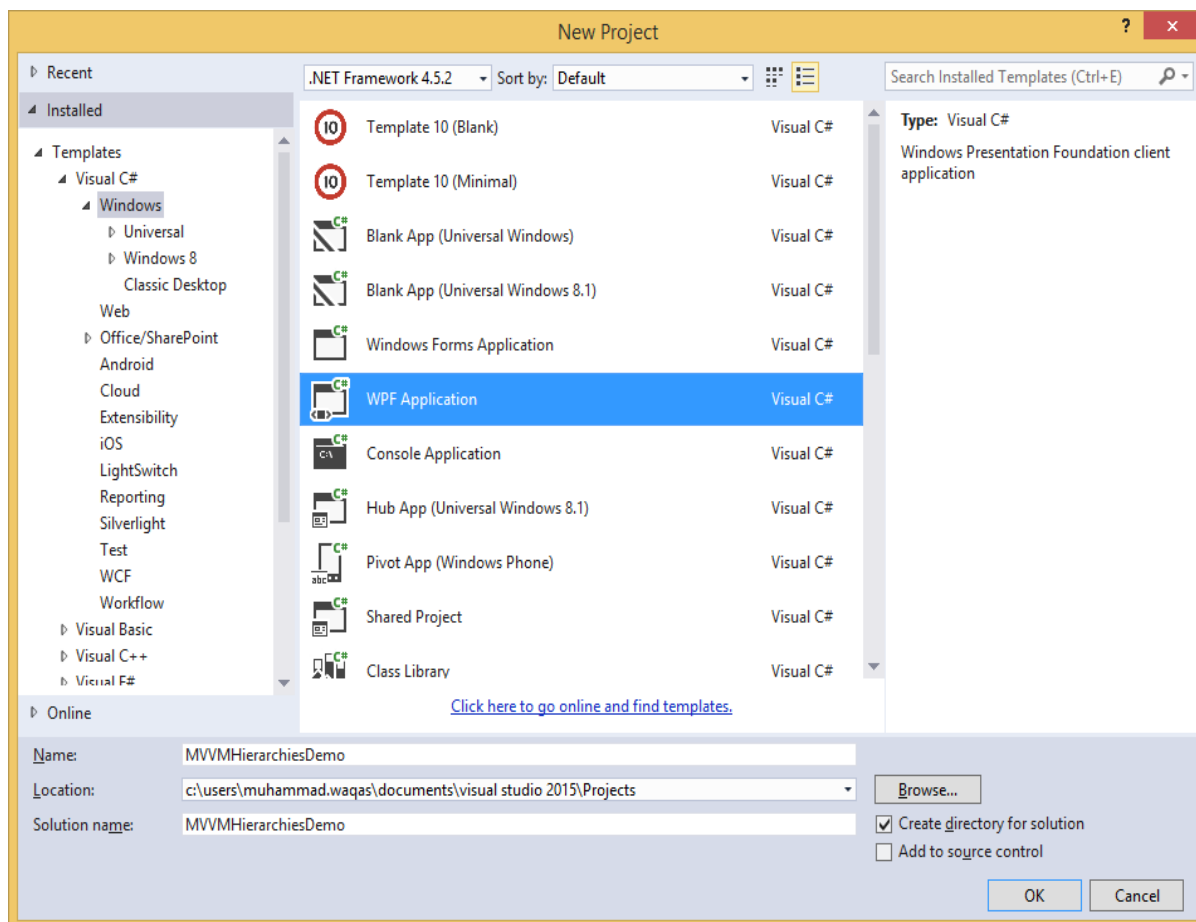 New Project
?
Recent
Installed
Templates
Visual C#
Windows
Universal
Windows 8
Classic Desktop
Web
Office/SharePoint
Android
Cloud
Extensibility
iOS
LightSwitch
Reporting
Silverlight
Test
WCF
Workflow
Visual Basic
Visual C++
Visual F#
Online
.NET Framework 4.5.2 Sort by: Default
Template 10 (Blank) Visual C#
Template 10 (Minimal) Visual C#
Blank App (Universal Windows) Visual C#
Blank App (Universal Windows 8.1) Visual C#
Windows Forms Application Visual C#
WPF Application Visual C#
Console Application Visual C#
Hub App (Universal Windows 8.1) Visual C#
Pivot App (Windows Phone) Visual C#
Shared Project Visual C#
Class Library Visual C#
Click here to go online and find templates.
Search Installed Templates (Ctrl+E)
Type: Visual C#
Windows Presentation Foundation client
application
Name: MVVMHierarchiesDemo
Location: c:\users\muhammad.waqas\documents\visual studio 2015\Projects
Browse...
Solution name: MVVMHierarchiesDemo
Create directory for solution
Add to source control
OK Cancel